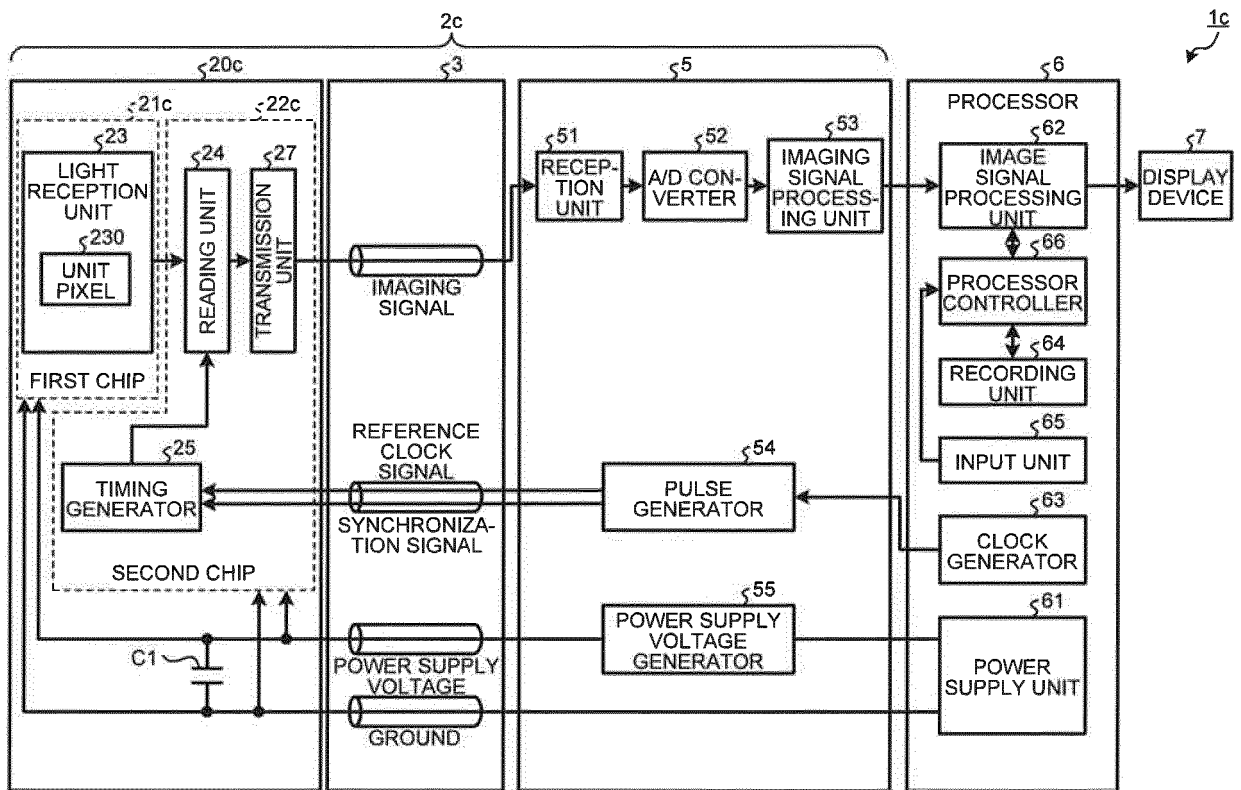 1c
2c
20c
3
5
6
21c
22c
PROCESSOR
23
LIGHT
RECEPTION
UNIT
230
UNIT
PIXEL
FIRST CHIP
24
READING UNIT
27
TRANSMISSION
UNIT
IMAGING
SIGNAL
51
RECEP-
TION
UNIT
52
A/D CON-
VERTER
53
IMAGING
SIGNAL
PROCESS-
ING UNIT
62
IMAGE
SIGNAL
PROCESSING
UNIT
7
DISPLAY
DEVICE
66
PROCESSOR
CONTROLLER
64
RECORDING
UNIT
65
INPUT UNIT
25
TIMING
GENERATOR
SECOND CHIP
REFERENCE
CLOCK
SIGNAL
SYNCHRONIZA-
TION SIGNAL
54
PULSE
GENERATOR
63
CLOCK
GENERATOR
C1
POWER SUPPLY
VOLTAGE
GROUND
55
POWER SUPPLY
VOLTAGE
GENERATOR
61
POWER
SUPPLY UNIT